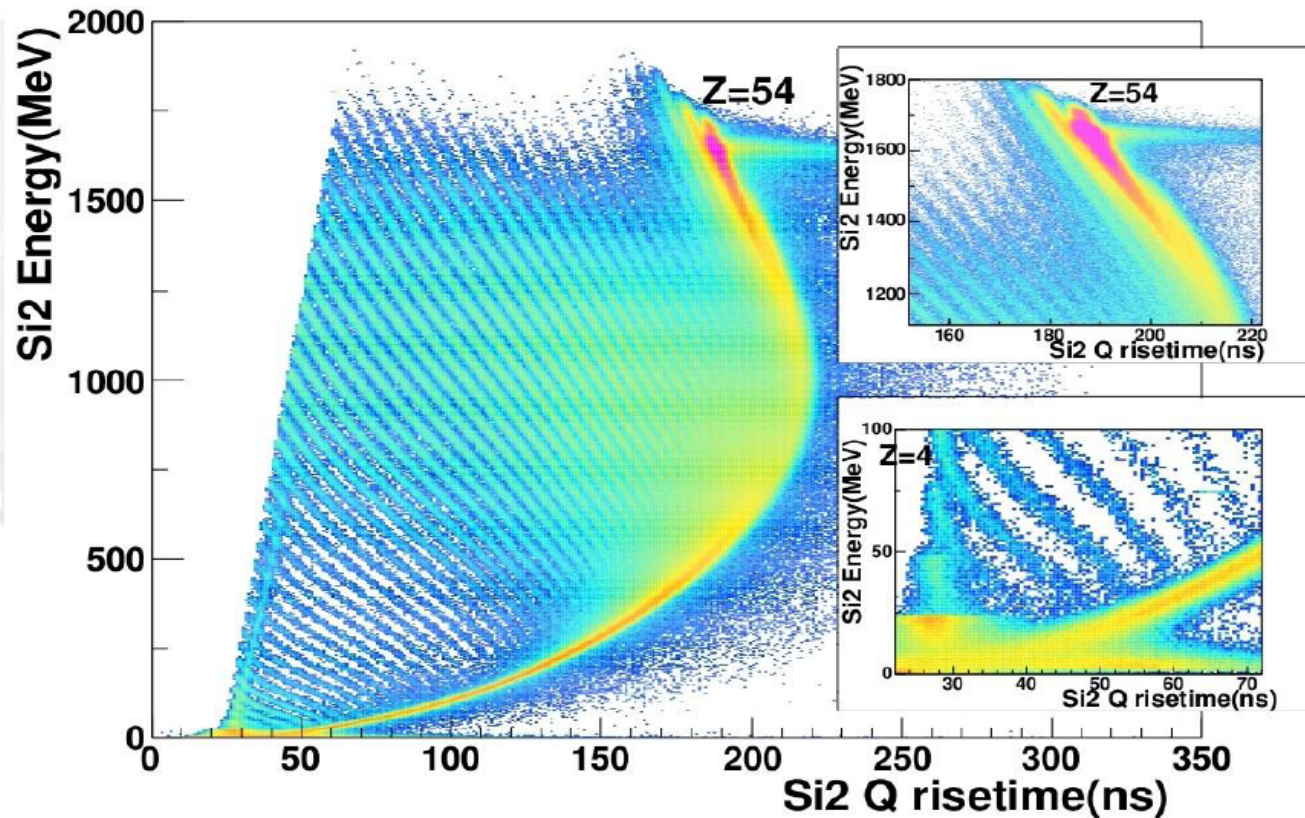 Si2 Energy(MeV)
2000
1500
1000
500
0
0 50 100 150 200 250 300 350
Si2 Q risetime(ns)
Z=54
Si2 Energy(MeV)
1800
1600
1400
1200
Z=54
160 180 200 220
Si2 Q risetime(ns)
Si2 Energy(MeV)
100
50
0
Z=4
30 40 50 60 70
Si2 Q risetime(ns)